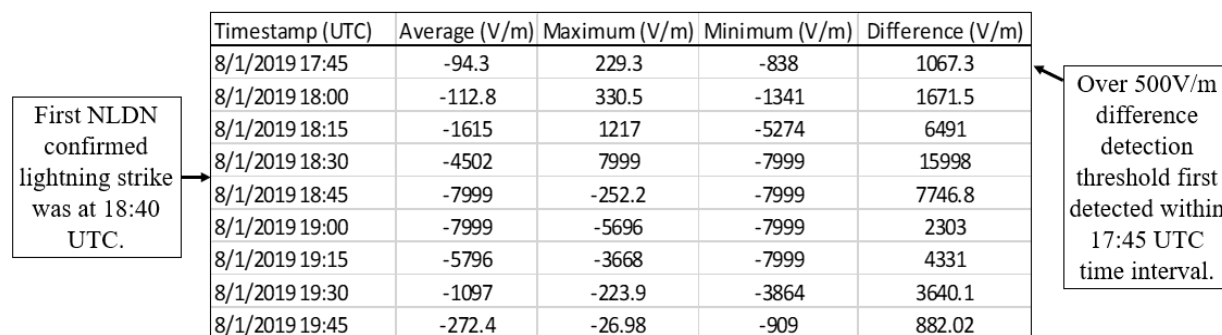 Timestamp (UTC) Average (V/m) Maximum (V/m) Minimum (V/m) Difference (V/m)
8/1/2019 17:45 -94.3 229.3 -838 1067.3
8/1/2019 18:00 -112.8 330.5 -1341 1671.5
8/1/2019 18:15 -1615 1217 -5274 6491
8/1/2019 18:30 -4502 7999 -7999 15998
8/1/2019 18:45 -7999 -252.2 -7999 7746.8
8/1/2019 19:00 -7999 -5696 -7999 2303
8/1/2019 19:15 -5796 -3668 -7999 4331
8/1/2019 19:30 -1097 -223.9 -3864 3640.1
8/1/2019 19:45 -272.4 -26.98 -909 882.02
First NLDN
confirmed
lightning strike
was at 18:40
UTC.
Over 500V/m
difference
detection
threshold first
detected within
17:45 UTC
time interval.